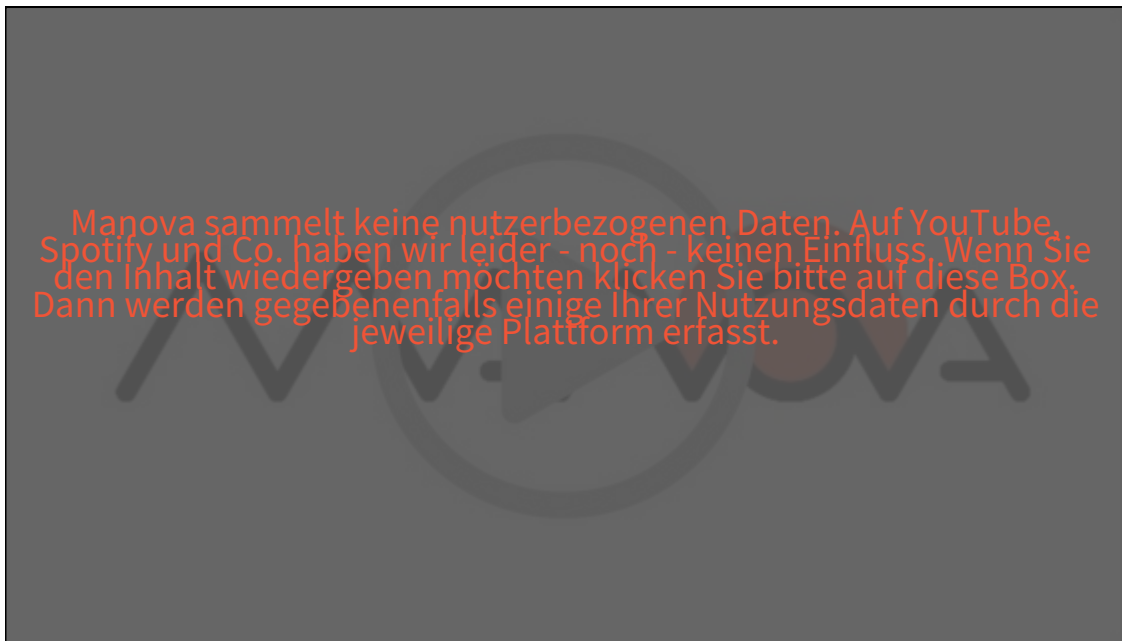 Manova sammelt keine nutzerbezogenen Daten. Auf YouTube,
Spotify und Co. haben wir leider - noch - keinen Einfluss. Wenn Sie
den Inhalt wiedergeben möchten klicken Sie bitte auf diese Box.
Dann werden gegebenenfalls einige Ihrer Nutzungsdaten durch die
jeweilige Plattform erfasst.
MANOVA